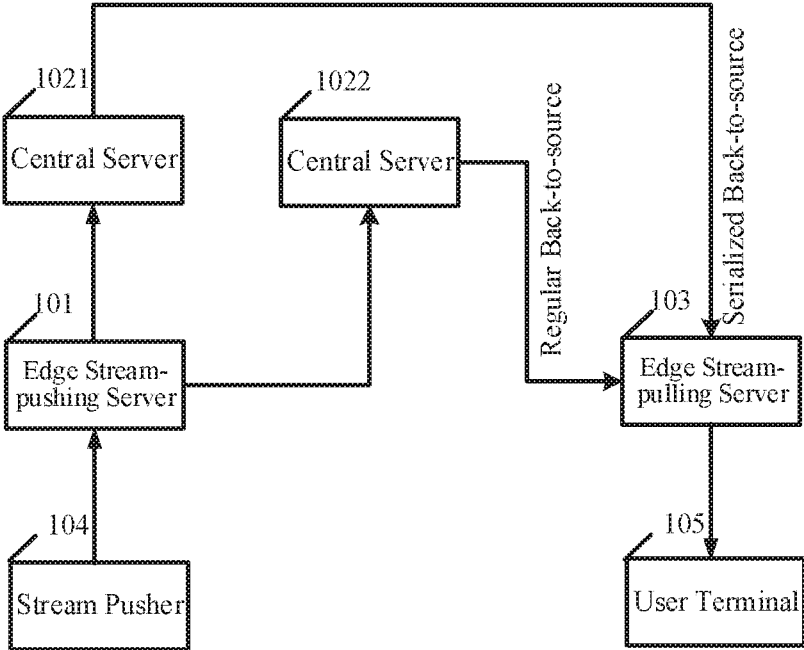 1021
Central Server
1022
Central Server
Regular Back-to-source
Serialized Back-to-source
101
Edge Stream-
pushing Server
103
Edge Stream-
pulling Server
104
Stream Pusher
105
User Terminal